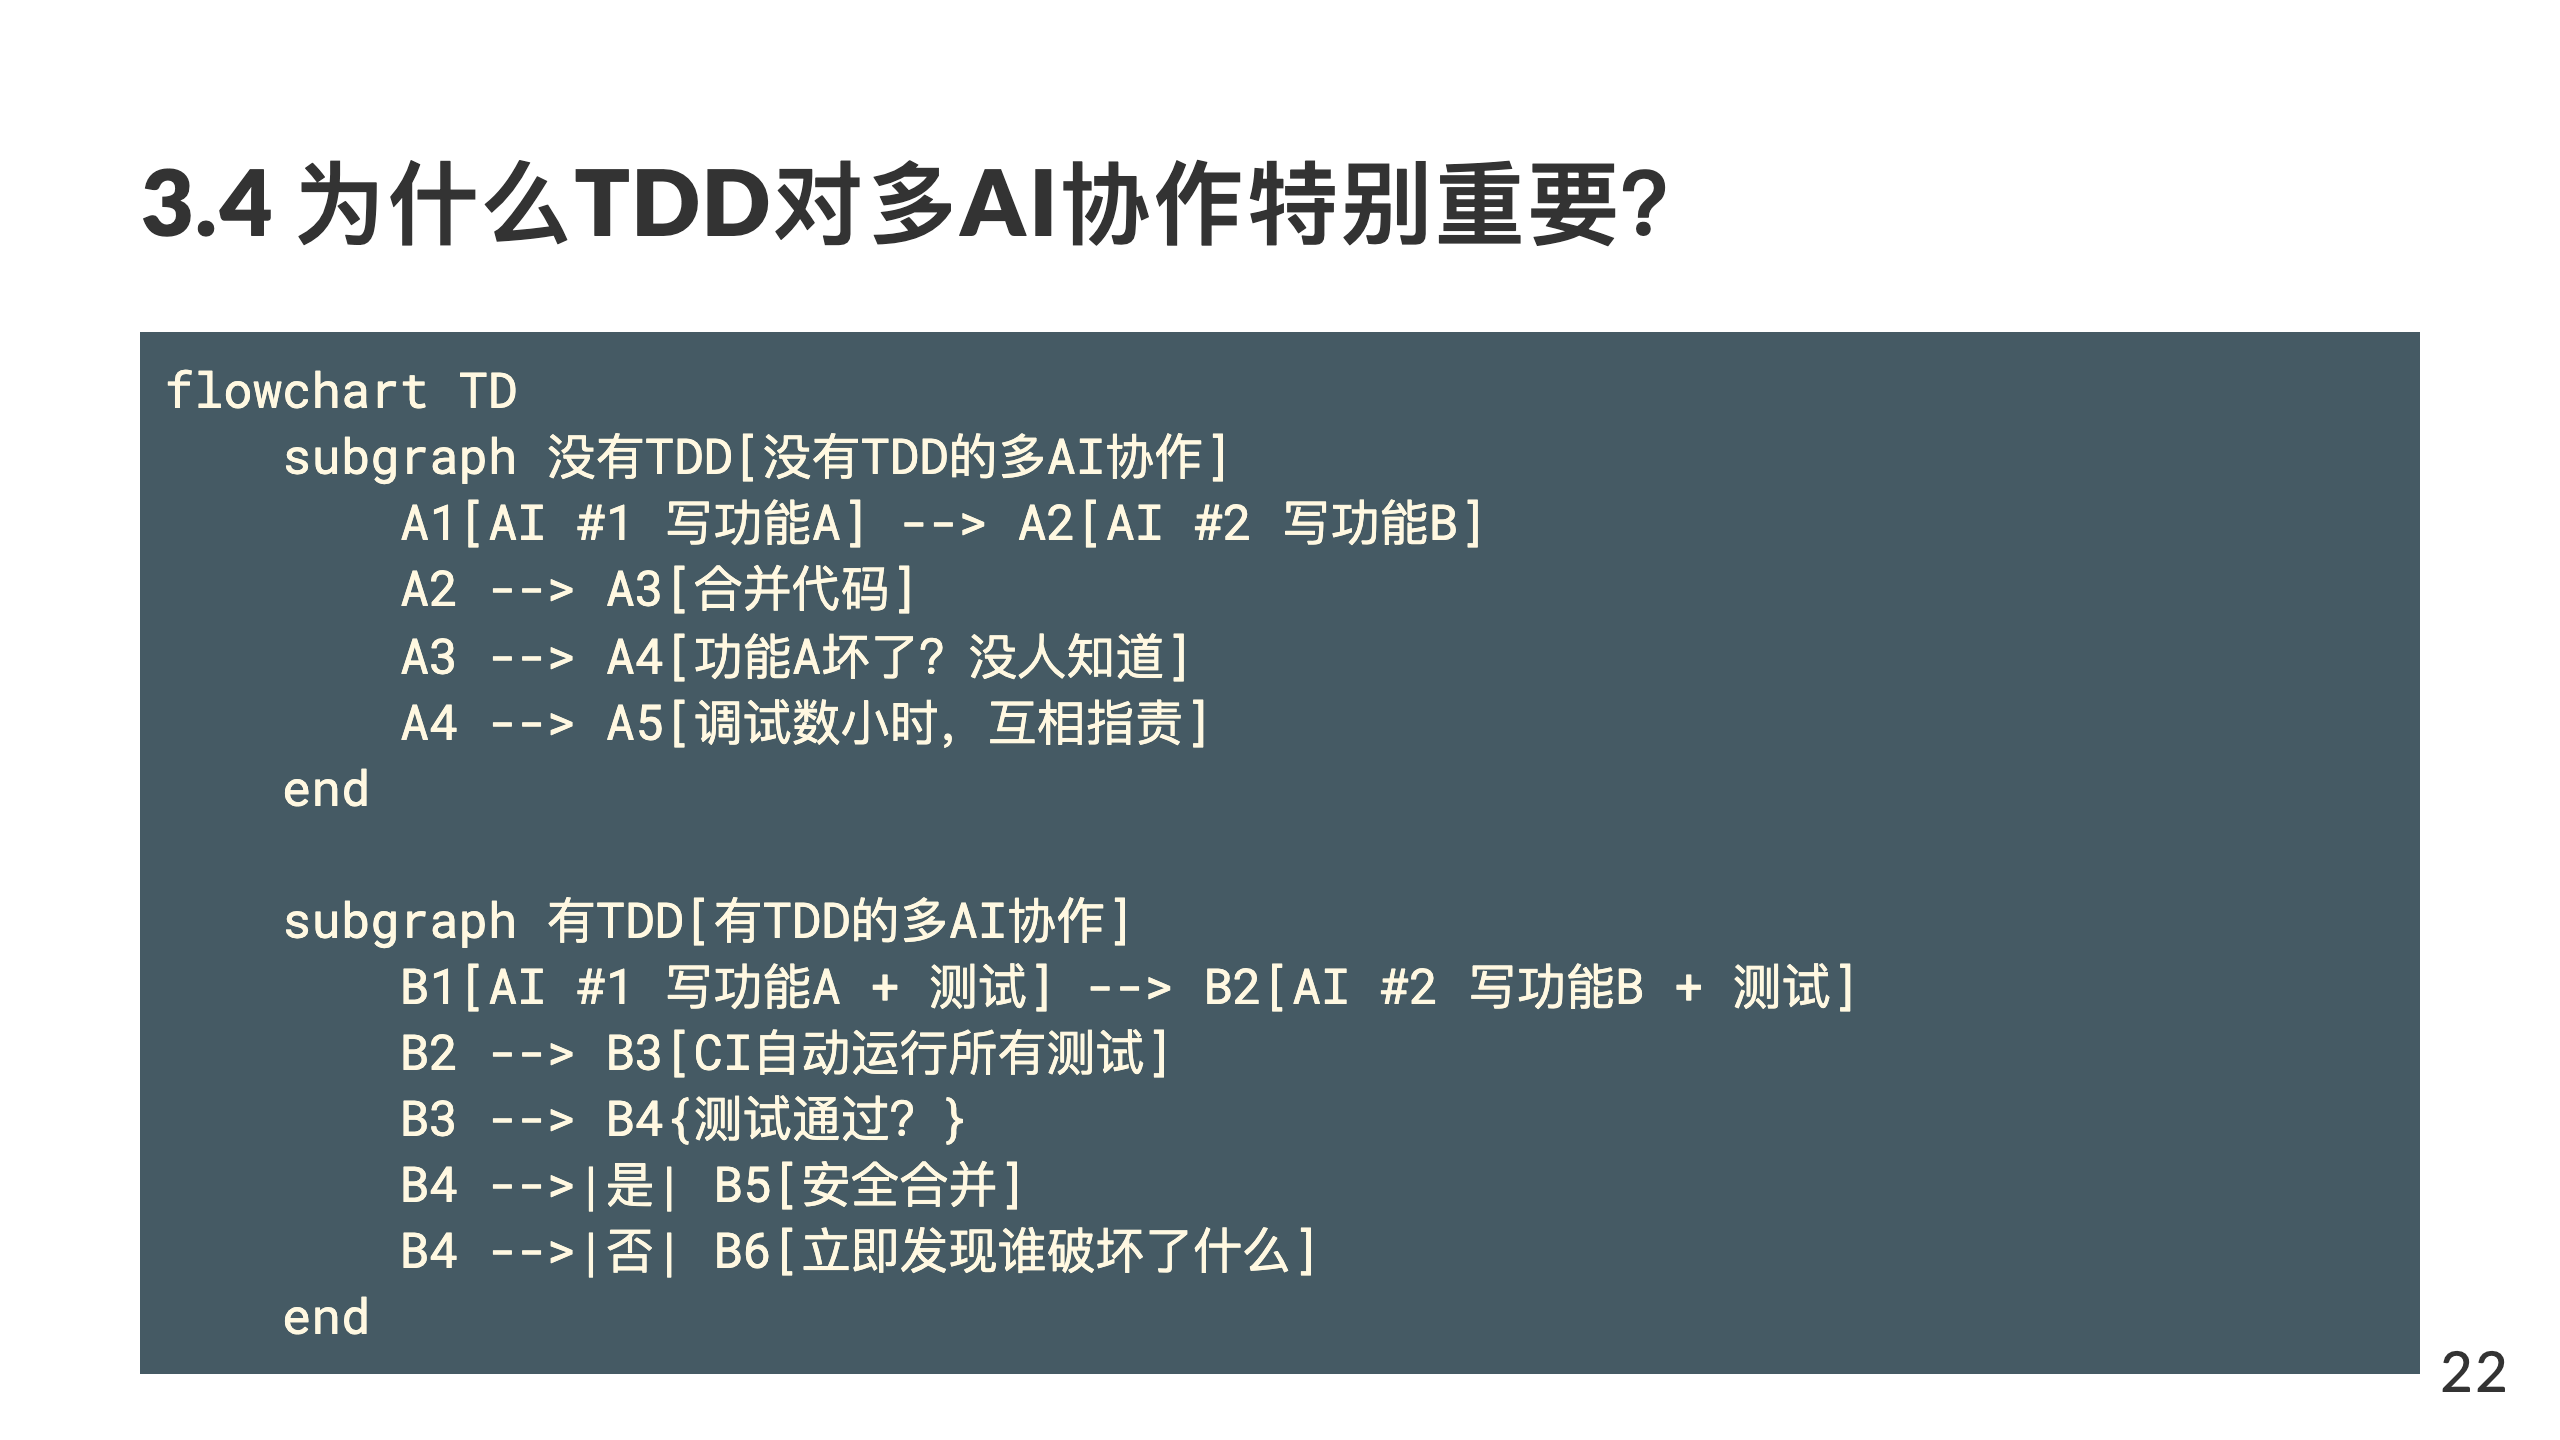 3.4 为什么TDD对多AI协作特别重要？
flowchart TD
    subgraph 没有TDD[没有TDD的多AI协作]
        A1[AI #1 写功能A] --> A2[AI #2 写功能B]
        A2 --> A3[合并代码]
        A3 --> A4[功能A坏了？没人知道]
        A4 --> A5[调试数小时，互相指责]
    end

    subgraph 有TDD[有TDD的多AI协作]
        B1[AI #1 写功能A + 测试] --> B2[AI #2 写功能B + 测试]
        B2 --> B3[CI自动运行所有测试]
        B3 --> B4{测试通过？}
        B4 -->|是| B5[安全合并]
        B4 -->|否| B6[立即发现谁破坏了什么]
    end
22